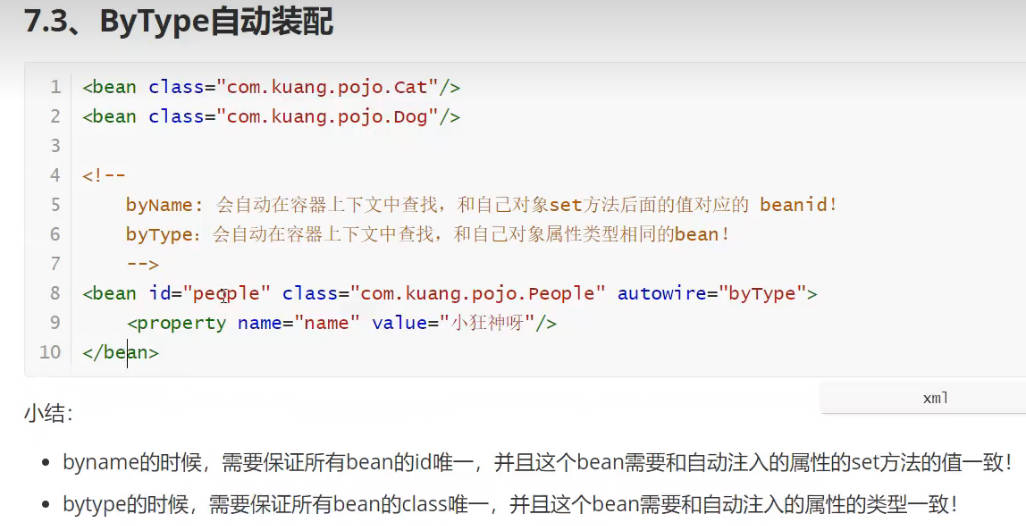 7.3、ByType自动装配
1 <bean class="com.kuang.pojo.Cat"/>
2 <bean class="com.kuang.pojo.Dog"/>
3
4 <!--
5 byName: 会自动在容器上下文中查找，和自己对象set方法后面的值对应的 beanid！
6 byType：会自动在容器上下文中查找，和自己对象属性类型相同的bean！
7 -->
8 <bean id="people" class="com.kuang.pojo.People" autowire="byType">
9 <property name="name" value="小狂神呀"/>
10 </bean>
xml
小结：
• byname的时候，需要保证所有bean的id唯一，并且这个bean需要和自动注入的属性的set方法的值一致！
• bytype的时候，需要保证所有bean的class唯一，并且这个bean需要和自动注入的属性的类型一致！